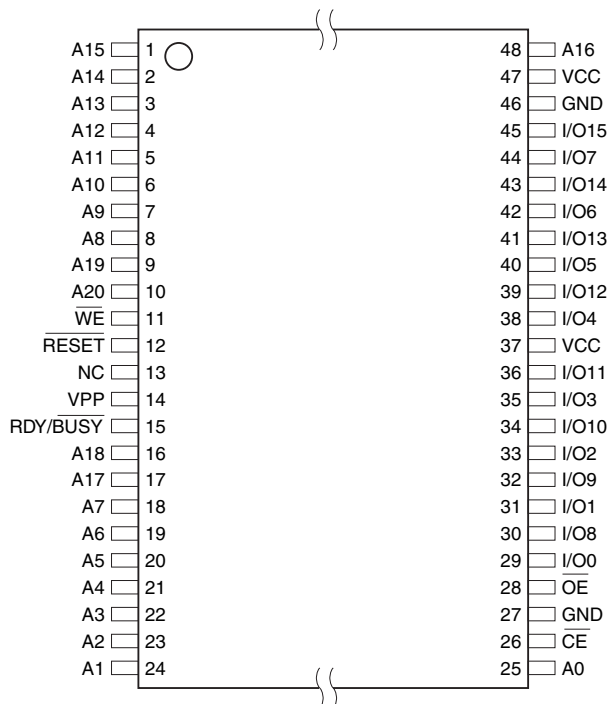 A15 1 48 A16
A14 2 47 VCC
A13 3 46 GND
A12 4 45 I/O15
A11 5 44 I/O7
A10 6 43 I/O14
A9 7 42 I/O6
A8 8 41 I/O13
A19 9 40 I/O5
A20 10 39 I/O12
WE 11 38 I/O4
RESET 12 37 VCC
NC 13 36 I/O11
VPP 14 35 I/O3
RDY/BUSY 15 34 I/O10
A18 16 33 I/O2
A17 17 32 I/O9
A7 18 31 I/O1
A6 19 30 I/O8
A5 20 29 I/O0
A4 21 28 OE
A3 22 27 GND
A2 23 26 CE
A1 24 25 A0